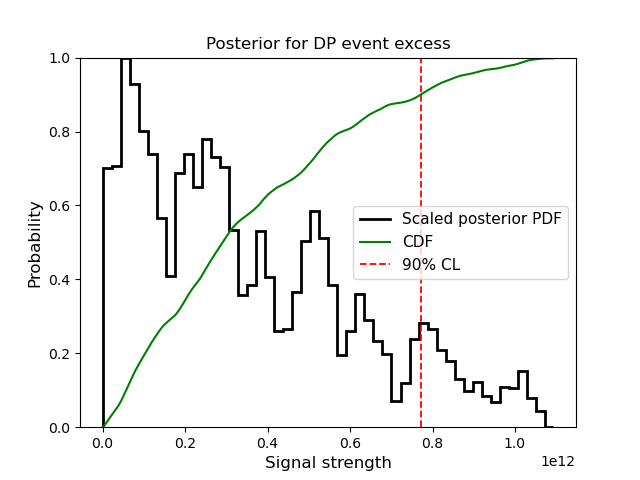 Posterior for DP event excess
1.0
0.8
0.6
0.4
0.2
0.0
Probability
Scaled posterior PDF
CDF
90% CL
0.0 0.2 0.4 0.6 0.8 1.0
1e12
Signal strength